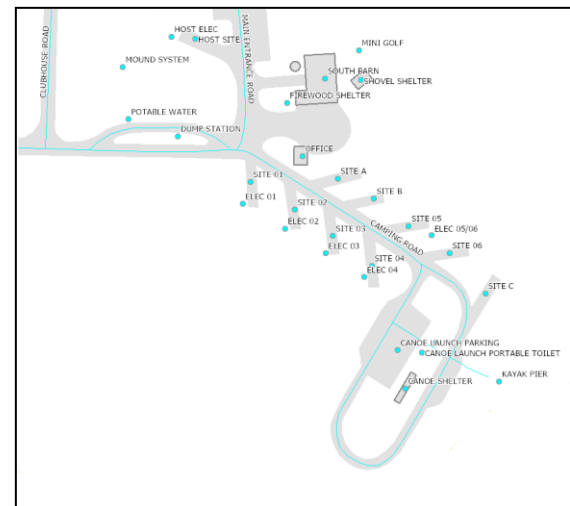 HOST ELEC
HOST SITE
MINI GOLF
CLUBHOUSE ROAD
MAIN ENTRANCE ROAD
MOUND SYSTEM
SOUTH BARN
SHOVEL SHELTER
FIREWOOD SHELTER
POTABLE WATER
DUMP STATION
OFFICE
SITE 01
SITE A
ELEC 01
SITE 02
SITE B
ELEC 02
SITE 03
CAMPING ROAD
SITE 05
ELEC 05/06
ELEC 03
SITE 04
SITE 06
ELEC 04
SITE C
CANOE LAUNCH PARKING
CANOE LAUNCH PORTABLE TOILET
CANOE SHELTER
KAYAK PIER